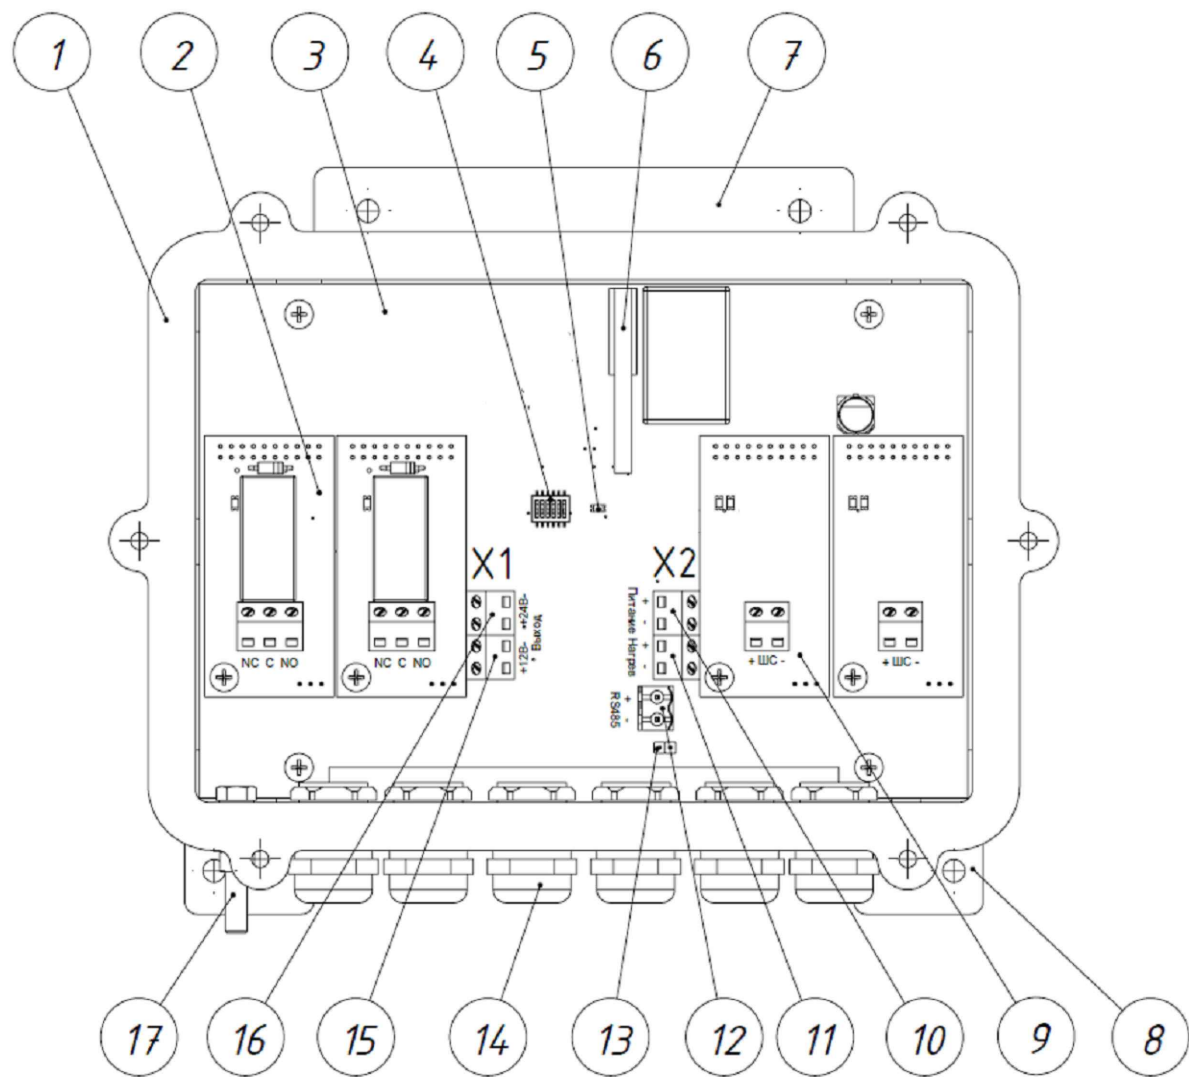 1 2 3 4 5 6 7
X1 X2
+24В-
+12В-
* Выход
Питание
Нагрев
+
-
+
-
RS485
+
-
NC C NO
NC C NO
+ ШС -
+ ШС -
17 16 15 14 13 12 11 10 9 8